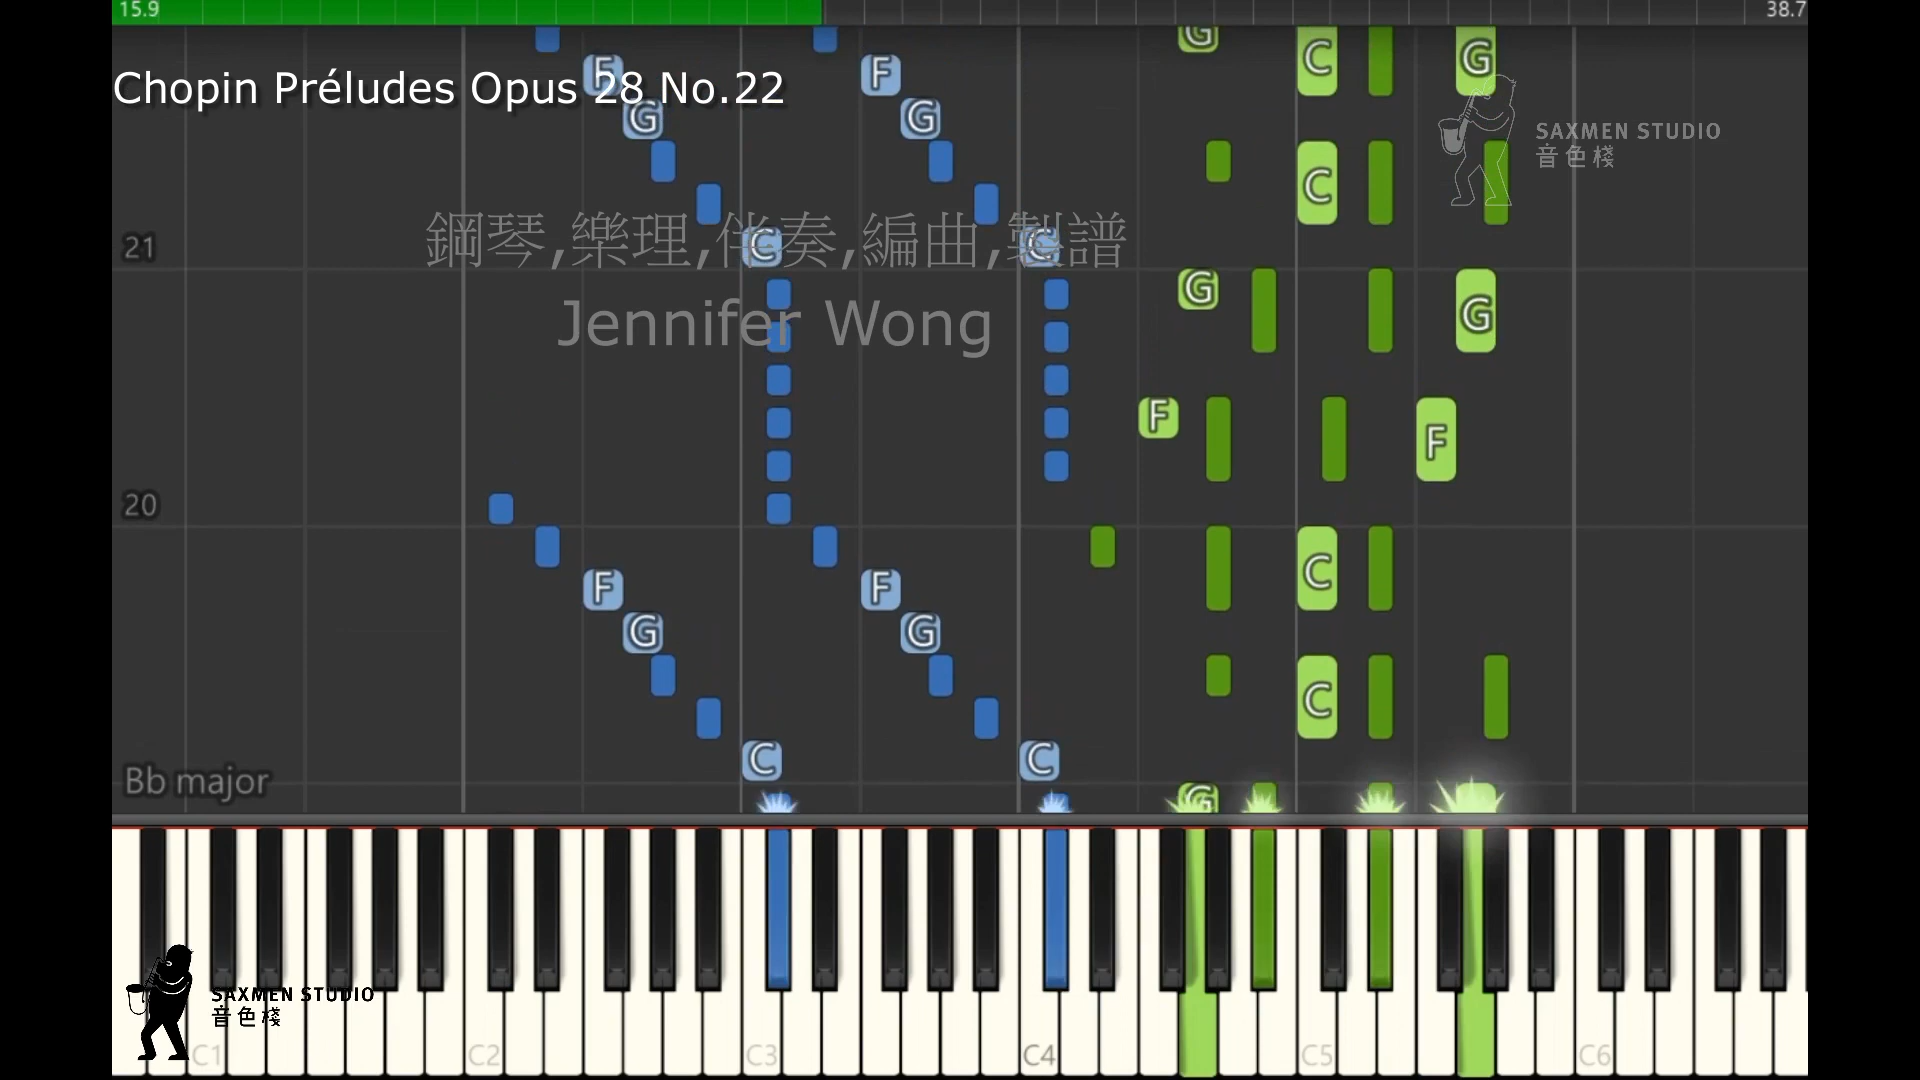 15.9 38.7
F F G C G
Chopin Préludes Opus 28 No.22
G G
SAXMEN STUDIO
音色棧
C
鋼琴,樂理,伴奏,編曲,製譜
21 C C
G G
Jennifer Wong
F F
20
F F C
G G
C
C C
Bb major
G
SAXMEN STUDIO
音色棧
C1 C2 C3 C4 C5 C6